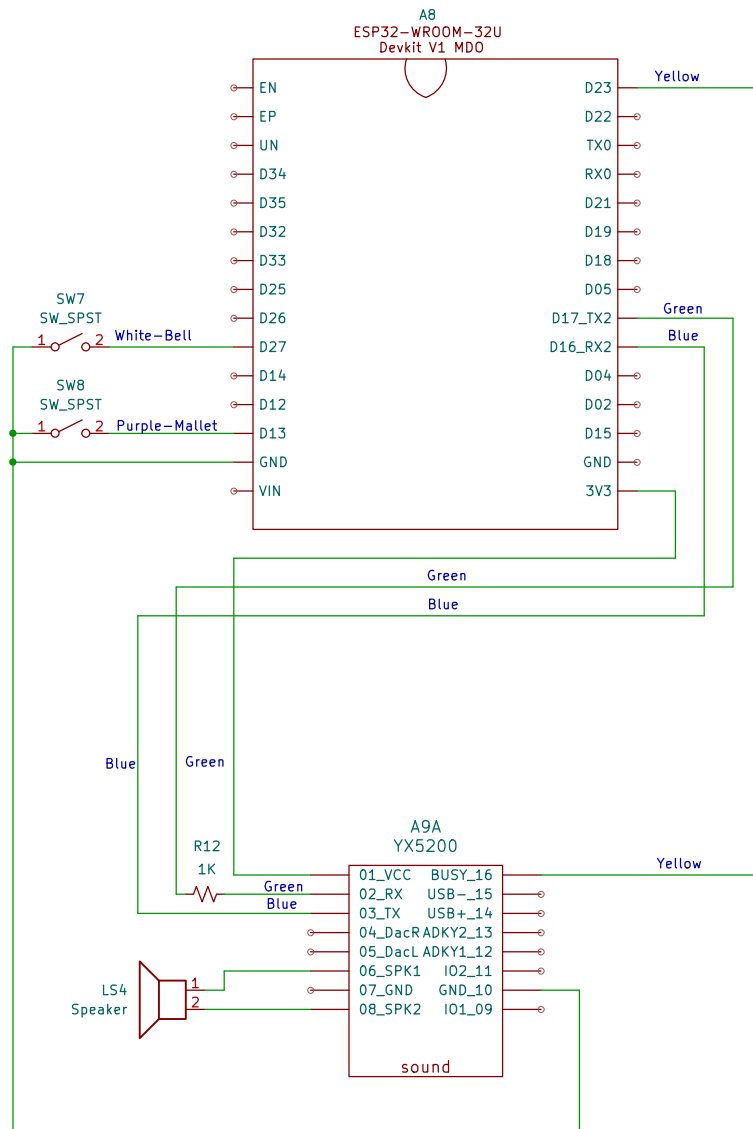 A8
ESP32-WROOM-32U
Devkit V1 MDO
EN
EP
UN
D34
D35
D32
D33
D25
D26
D27
D14
D12
D13
GND
VIN
D23
D22
TX0
RX0
D21
D19
D18
D05
D17_TX2
D16_RX2
D04
D02
D15
GND
3V3
Yellow
Green
Blue
SW7
SW_SPST
1 2
White-Bell
SW8
SW_SPST
1 2
Purple-Mallet
Green
Blue
Blue
Green
A9A
YX5200
R12
1K
Green
Blue
Yellow
01_VCC
02_RX
03_TX
04_DacR
05_DacL
06_SPK1
07_GND
08_SPK2
BUSY_16
USB-_15
USB+_14
ADKY2_13
ADKY1_12
IO2_11
GND_10
IO1_09
LS4
Speaker
1
2
sound